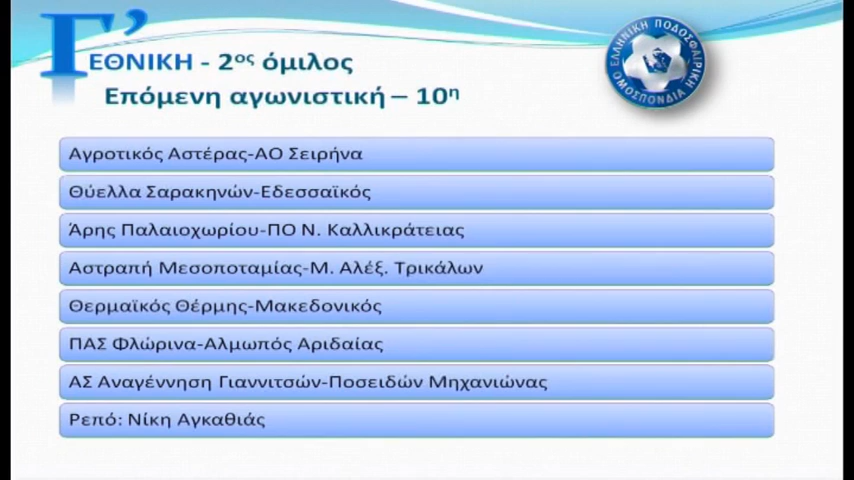 Γ' ΕΘΝΙΚΗ - 2ος όμιλος
Επόμενη αγωνιστική – 10η
ΕΛΛΗΝΙΚΗ ΠΟΔΟΣΦΑΙΡΙΚΗ ΟΜΟΣΠΟΝΔΙΑ
Αγροτικός Αστέρας-ΑΟ Σειρήνα
Θύελλα Σαρακηνών-Εδεσσαϊκός
Άρης Παλαιοχωρίου-ΠΟ Ν. Καλλικράτειας
Αστραπή Μεσοποταμίας-Μ. Αλέξ. Τρικάλων
Θερμαϊκός Θέρμης-Μακεδονικός
ΠΑΣ Φλώρινα-Αλμωπός Αριδαίας
ΑΣ Αναγέννηση Γιαννιτσών-Ποσειδών Μηχανιώνας
Ρεπό: Νίκη Αγκαθιάς